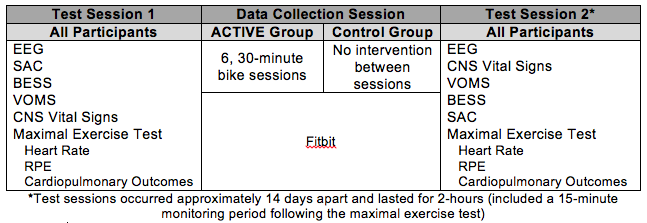 Test Session 1
Data Collection Session
Test Session 2*
All Participants
ACTIVE Group
Control Group
All Participants
EEG
SAC
BESS
VOMS
CNS Vital Signs
Maximal Exercise Test
Heart Rate
RPE
Cardiopulmonary Outcomes
6, 30-minute
bike sessions
No intervention
between
sessions
Fitbit
EEG
CNS Vital Signs
VOMS
BESS
SAC
Maximal Exercise Test
Heart Rate
RPE
Cardiopulmonary Outcomes
*Test sessions occurred approximately 14 days apart and lasted for 2-hours (included a 15-minute
monitoring period following the maximal exercise test)